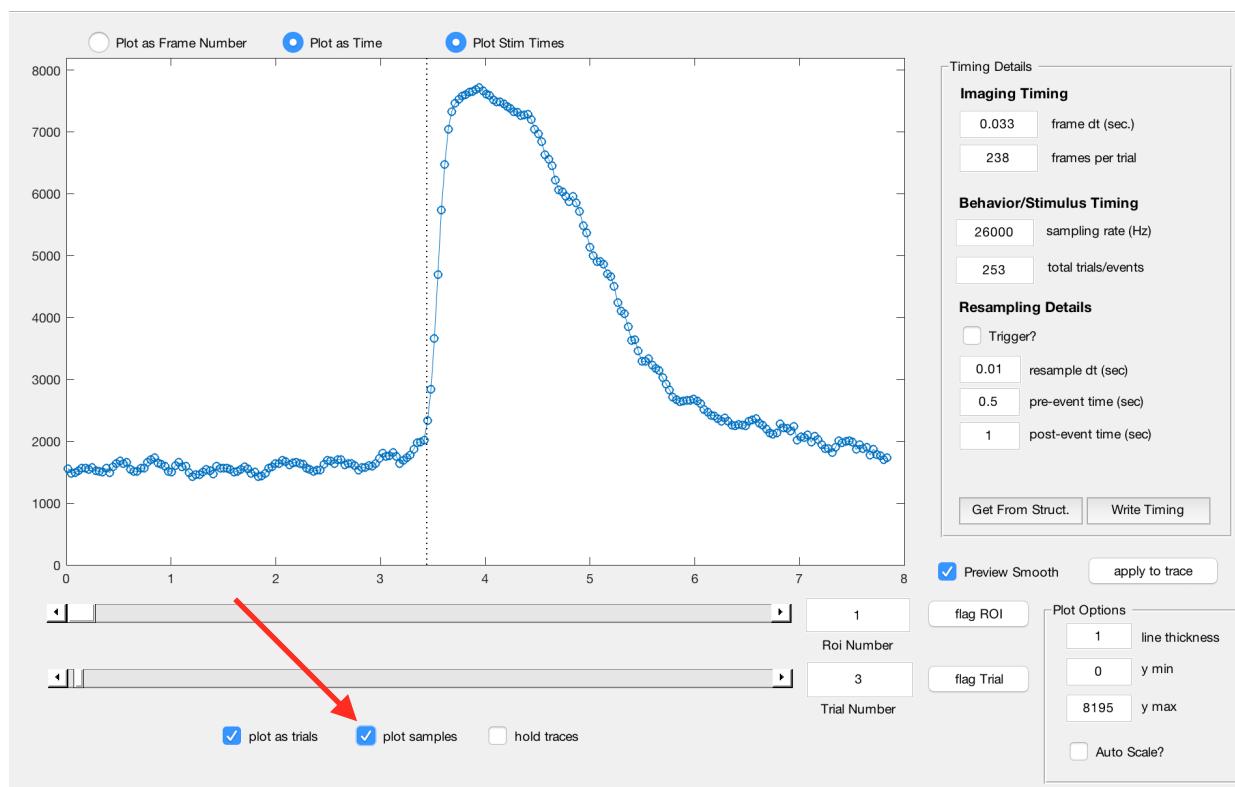 Plot as Frame Number Plot as Time Plot Stim Times
8000
7000
6000
5000
4000
3000
2000
1000
0
0 1 2 3 4 5 6 7 8
Timing Details
Imaging Timing
0.033 frame dt (sec.)
238 frames per trial
Behavior/Stimulus Timing
26000 sampling rate (Hz)
253 total trials/events
Resampling Details
Trigger?
0.01 resample dt (sec)
0.5 pre-event time (sec)
1 post-event time (sec)
Get From Struct. Write Timing
Preview Smooth apply to trace
1 flag ROI
Roi Number
3 flag Trial
Trial Number
plot as trials plot samples hold traces
Plot Options
1 line thickness
0 y min
8195 y max
Auto Scale?